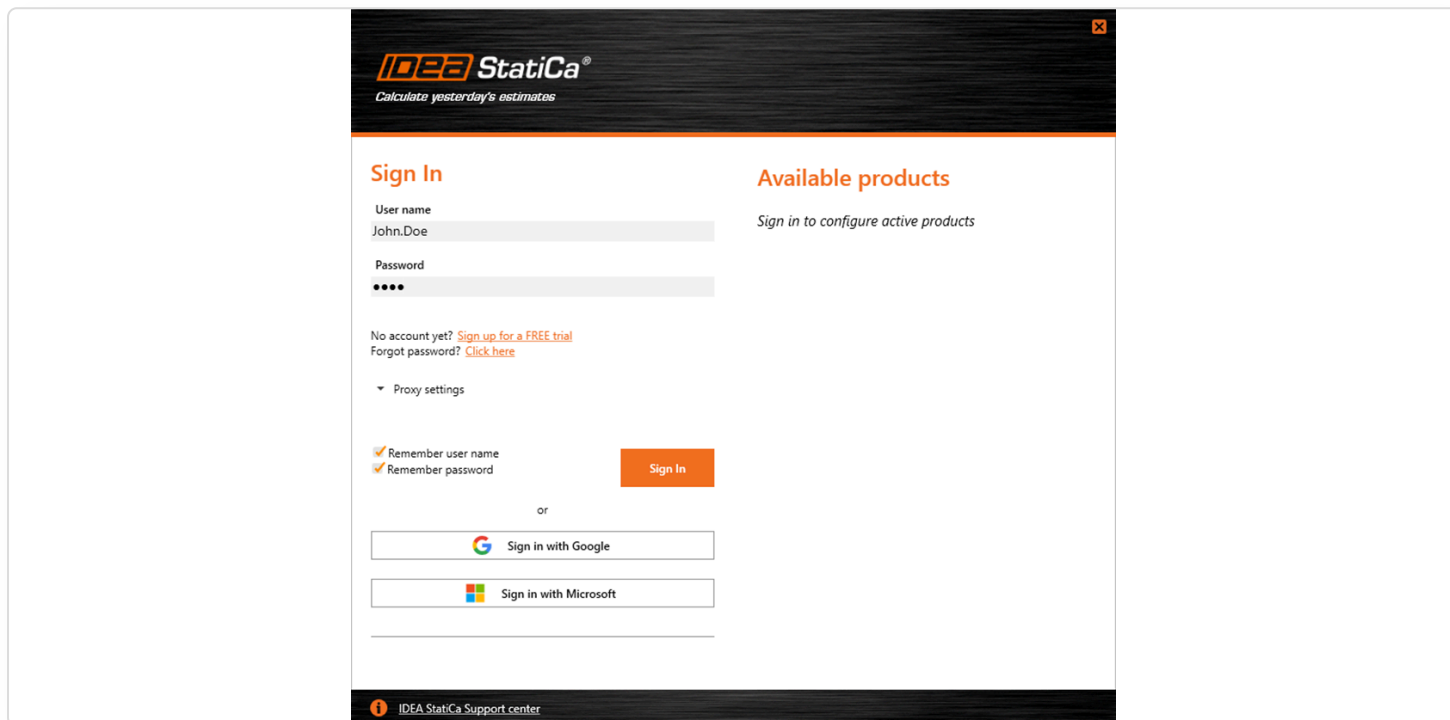 IDEA StatiCa®
Calculate yesterday's estimates
Sign In
User name
John.Doe
Password
●●●●
No account yet? Sign up for a FREE trial
Forgot password? Click here
Proxy settings
Remember user name
Remember password
Sign In
or
Sign in with Google
Sign in with Microsoft
Available products
Sign in to configure active products
IDEA StatiCa Support center